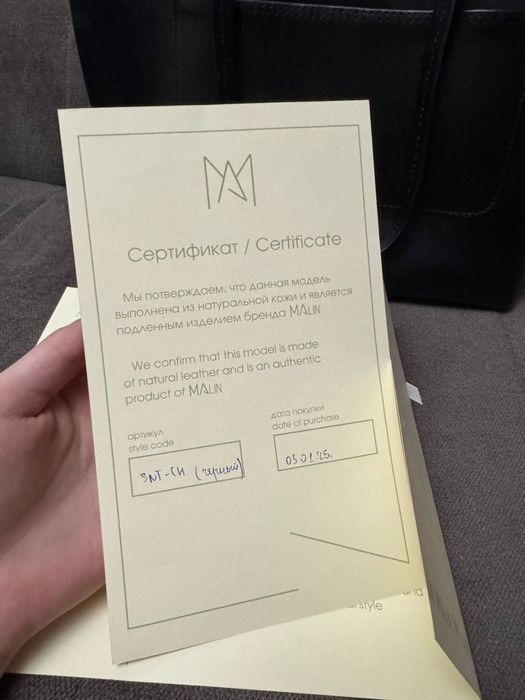 Сертификат / Certificate
Мы потверждаем, что данная модель
выполнена из натуральной кожи и является
подленным изделием бренда MALIN
We confirm that this model is made
of natural leather and is an authentic
product of MALIN
артикул
style code
дата покупки
date of purchase
SNT-СН (черный)
05.01.25.
style